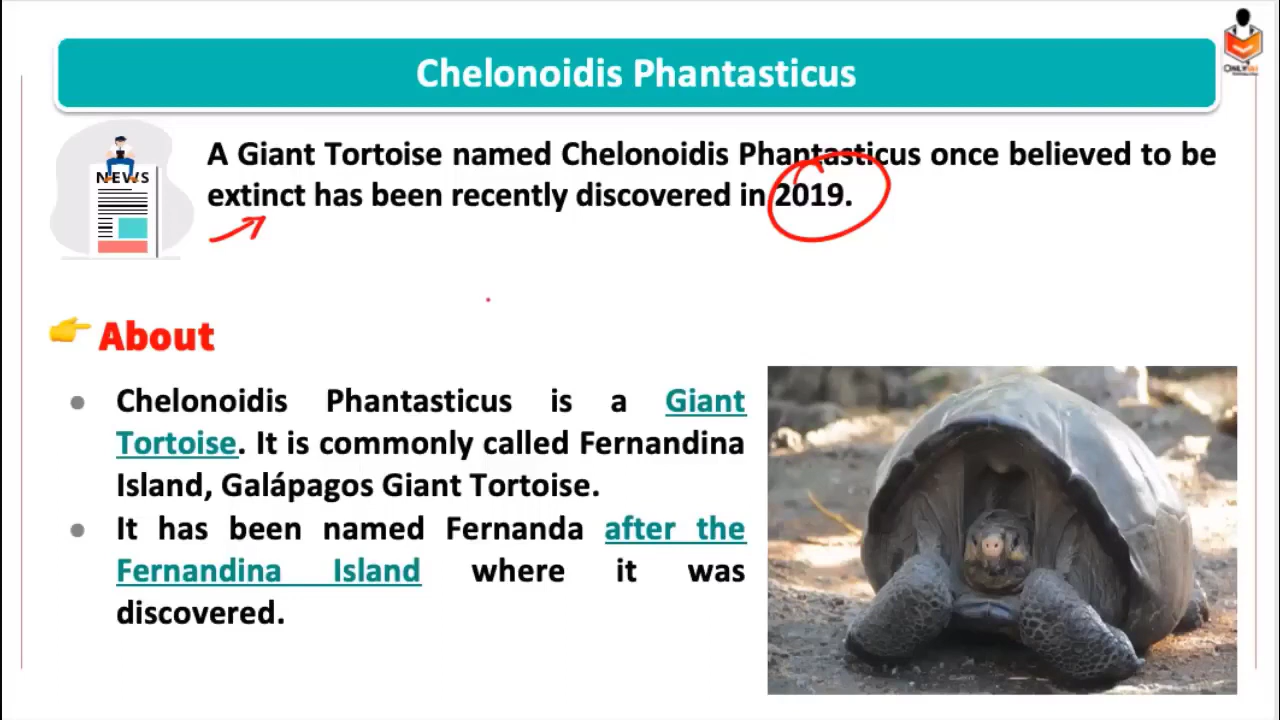 Chelonoidis Phantasticus
NEWS
A Giant Tortoise named Chelonoidis Phantasticus once believed to be
extinct has been recently discovered in 2019.
About
Chelonoidis Phantasticus is a Giant
Tortoise. It is commonly called Fernandina
Island, Galápagos Giant Tortoise.
It has been named Fernanda after the
Fernandina Island where it was
discovered.